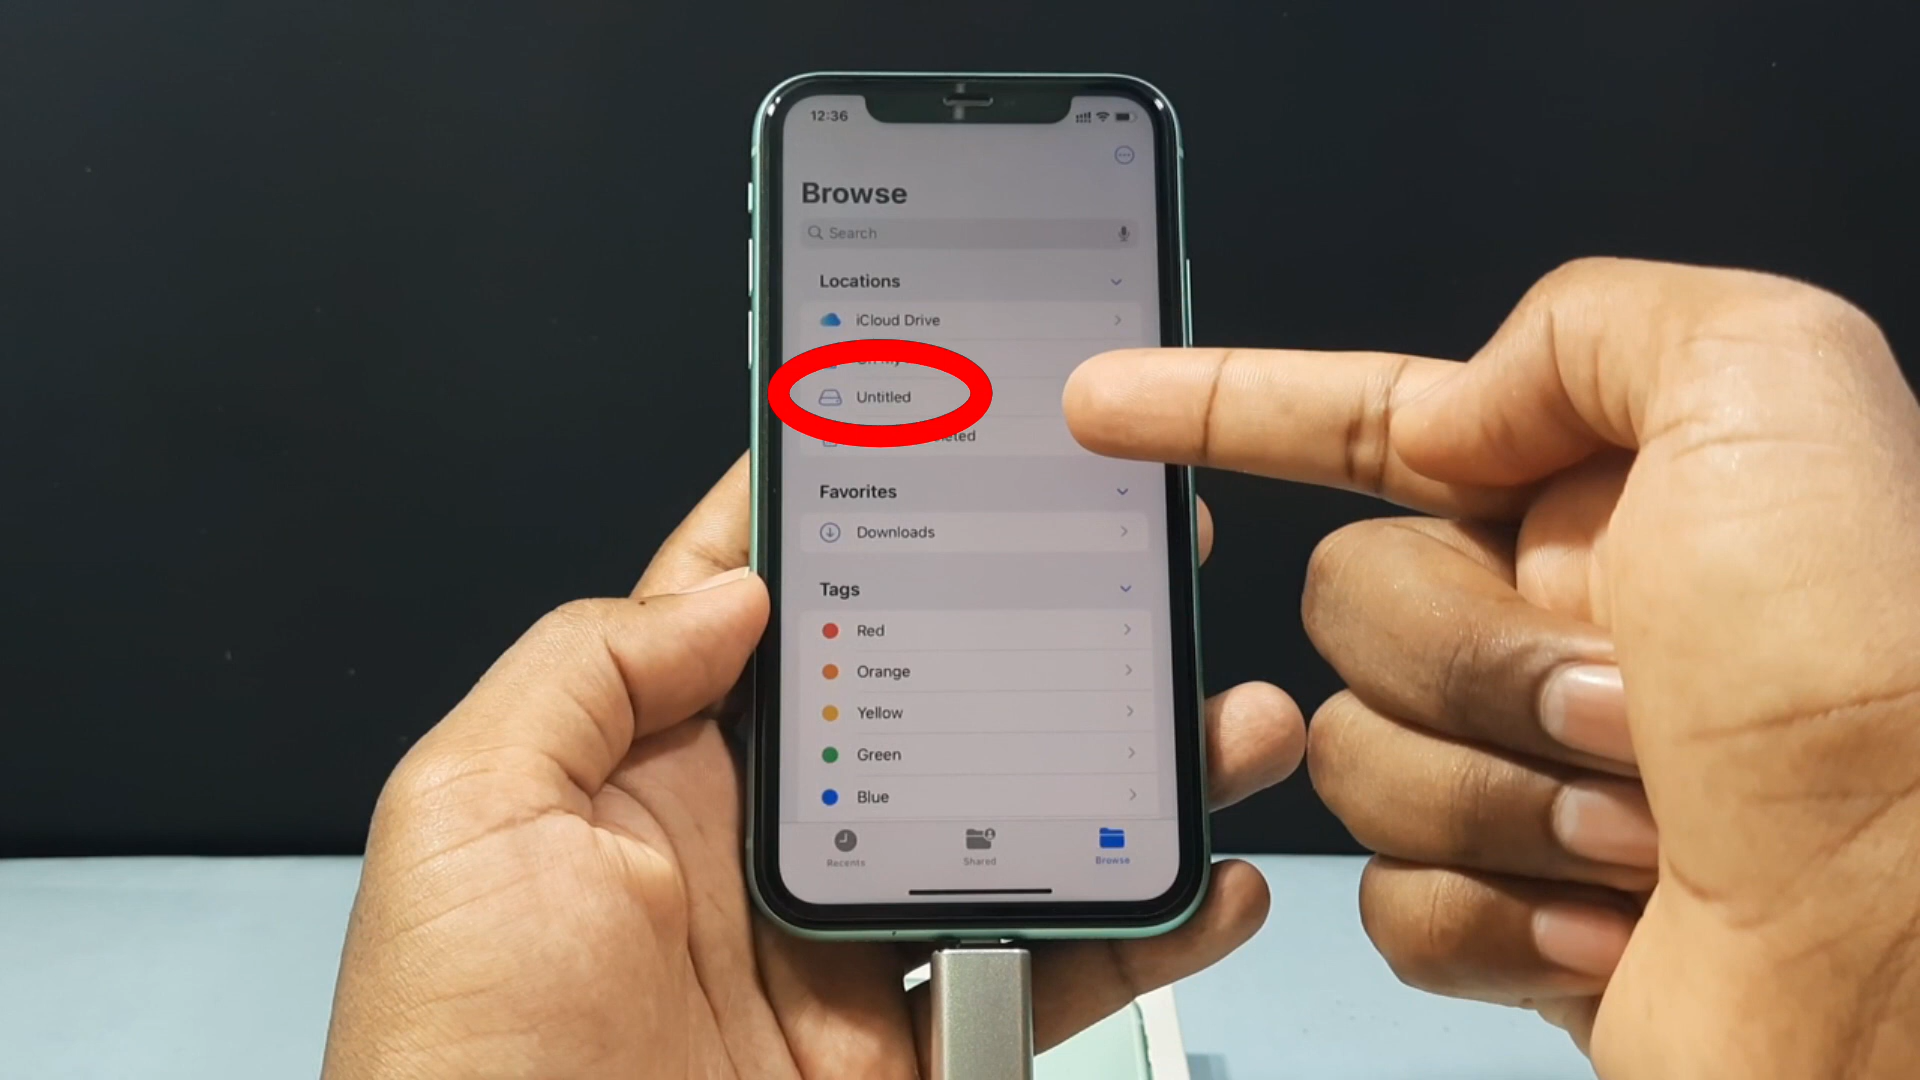 12:36
Browse
Search
Locations
iCloud Drive
Untitled
Favorites
Downloads
Tags
Red
Orange
Yellow
Green
Blue
Recents
Shared
Browse